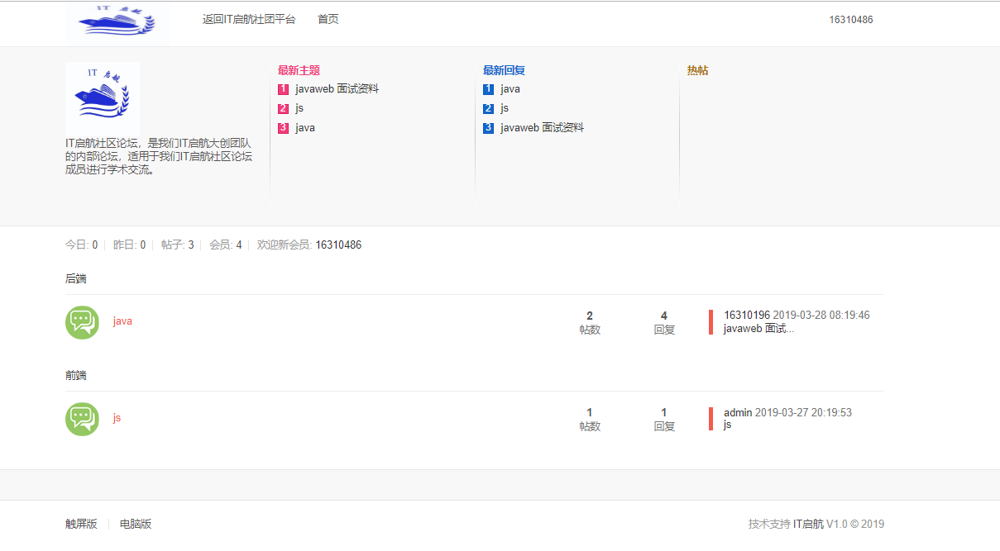 IT 启航
返回IT启航社团平台 首页 16310486
IT 启航
IT启航社区论坛，是我们IT启航大创团队
的内部论坛，适用于我们IT启航社区论坛
成员进行学术交流。
最新主题
1 javaweb 面试资料
2 js
3 java
最新回复
1 java
2 js
3 javaweb 面试资料
热帖
今日: 0 昨日: 0 帖子: 3 会员: 4 欢迎新会员: 16310486
后端
java
2
帖数
4
回复
16310196 2019-03-28 08:19:46
javaweb 面试...
前端
js
1
帖数
1
回复
admin 2019-03-27 20:19:53
js
触屏版 电脑版 技术支持 IT启航 V1.0 © 2019